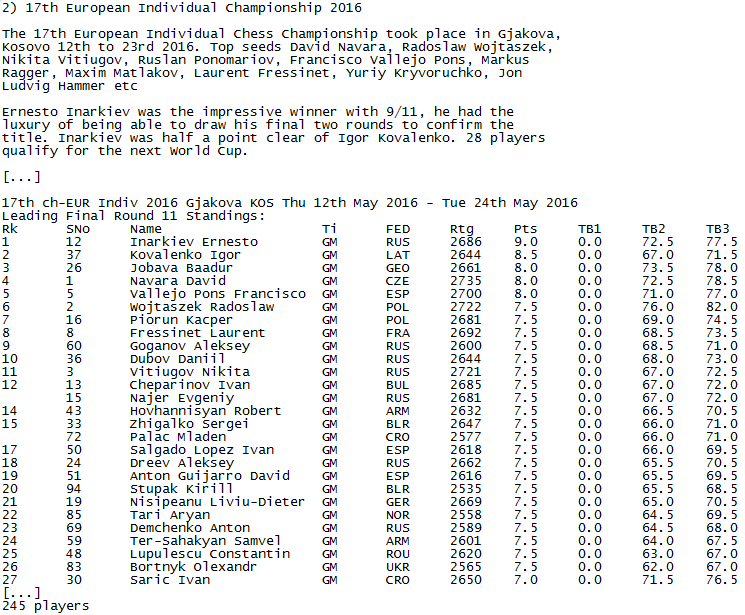 2) 17th European Individual Championship 2016
The 17th European Individual Chess Championship took place in Gjakova,
Kosovo 12th to 23rd 2016. Top seeds David Navara, Radoslaw Wojtaszek,
Nikita Vitiugov, Ruslan Ponomariov, Francisco Vallejo Pons, Markus
Ragger, Maxim Matlakov, Laurent Fressinet, Yuriy Kryvoruchko, Jon
Ludvig Hammer etc
Ernesto Inarkiev was the impressive winner with 9/11, he had the
luxury of being able to draw his final two rounds to confirm the
title. Inarkiev was half a point clear of Igor Kovalenko. 28 players
qualify for the next World Cup.
[...]
17th ch-EUR Indiv 2016 Gjakova KOS Thu 12th May 2016 - Tue 24th May 2016
Leading Final Round 11 Standings:
Rk SNo Name Ti FED Rtg Pts TB1 TB2 TB3
1 12 Inarkiev Ernesto GM RUS 2686 9.0 0.0 72.5 77.5
2 37 Kovalenko Igor GM LAT 2644 8.5 0.0 67.0 71.5
3 26 Jobava Baadur GM GEO 2661 8.0 0.0 73.5 78.0
4 1 Navara David GM CZE 2735 8.0 0.0 72.5 78.5
5 5 Vallejo Pons Francisco GM ESP 2700 8.0 0.0 71.0 77.0
6 2 Wojtaszek Radoslaw GM POL 2722 7.5 0.0 76.0 82.0
7 16 Piorun Kacper GM POL 2681 7.5 0.0 69.0 74.5
8 8 Fressinet Laurent GM FRA 2692 7.5 0.0 68.5 73.5
9 60 Goganov Aleksey GM RUS 2600 7.5 0.0 68.5 71.0
10 36 Dubov Daniil GM RUS 2644 7.5 0.0 68.0 73.0
11 3 Vitiugov Nikita GM RUS 2721 7.5 0.0 67.0 72.5
12 13 Cheparinov Ivan GM BUL 2685 7.5 0.0 67.0 72.0
15 Najer Evgeniy GM RUS 2681 7.5 0.0 67.0 72.0
14 43 Hovhannisyan Robert GM ARM 2632 7.5 0.0 66.5 70.5
15 33 Zhigalko Sergei GM BLR 2647 7.5 0.0 66.0 71.0
72 Palac Mladen GM CRO 2577 7.5 0.0 66.0 71.0
17 50 Salgado Lopez Ivan GM ESP 2618 7.5 0.0 66.0 69.5
18 24 Dreev Aleksey GM RUS 2662 7.5 0.0 65.5 70.5
19 51 Anton Guijarro David GM ESP 2616 7.5 0.0 65.5 69.5
20 94 Stupak Kirill GM BLR 2535 7.5 0.0 65.5 68.5
21 19 Nisipeanu Liviu-Dieter GM GER 2669 7.5 0.0 65.0 70.5
22 85 Tari Aryan GM NOR 2558 7.5 0.0 64.5 69.5
23 69 Demchenko Anton GM RUS 2589 7.5 0.0 64.5 68.0
24 59 Ter-Sahakyan Samvel GM ARM 2601 7.5 0.0 64.0 67.5
25 48 Lupulescu Constantin GM ROU 2620 7.5 0.0 63.0 67.0
26 83 Bortnyk Olexandr GM UKR 2565 7.5 0.0 62.0 67.0
27 30 Saric Ivan GM CRO 2650 7.0 0.0 71.5 76.5
[...]
245 players